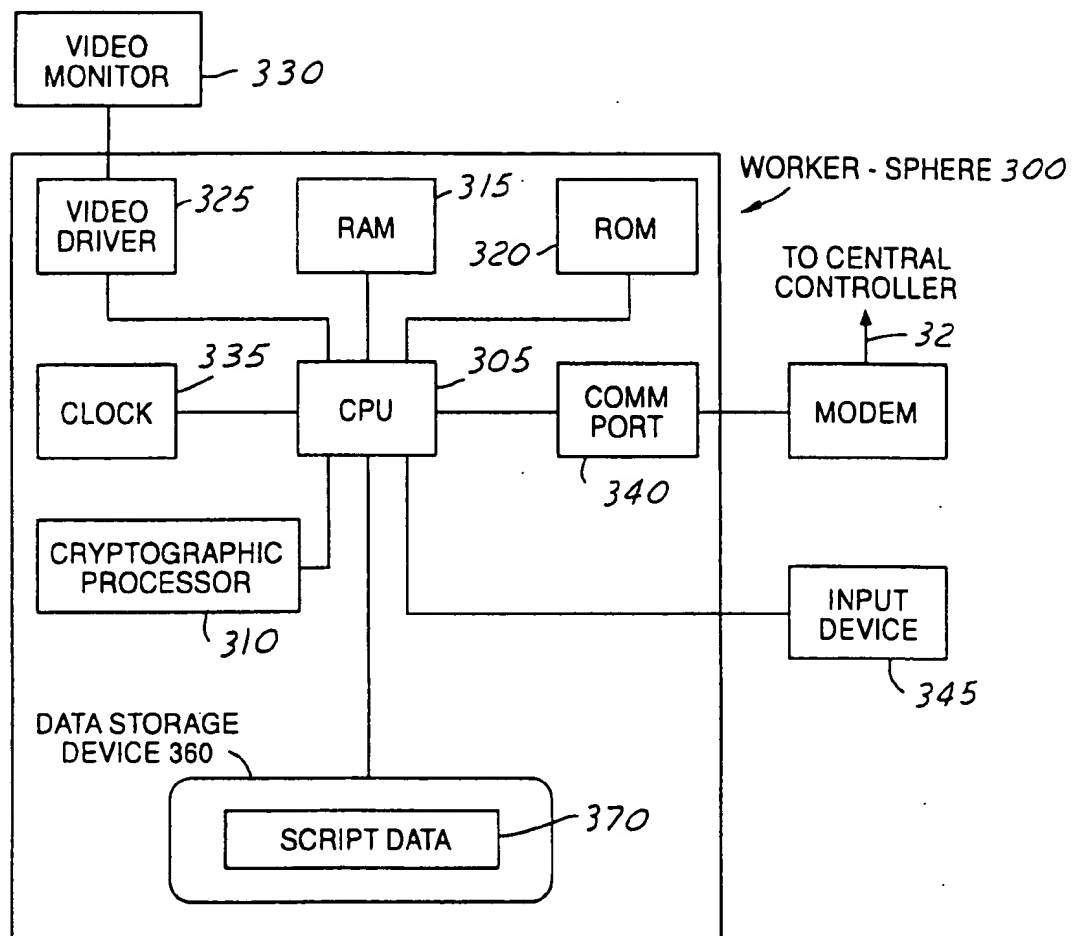 VIDEO
MONITOR
330
WORKER - SPHERE 300
VIDEO
DRIVER
325
RAM
315
ROM
320
TO CENTRAL
CONTROLLER
32
CLOCK
335
CPU
305
COMM
PORT
340
MODEM
CRYPTOGRAPHIC
PROCESSOR
310
INPUT
DEVICE
345
DATA STORAGE
DEVICE 360
SCRIPT DATA
370